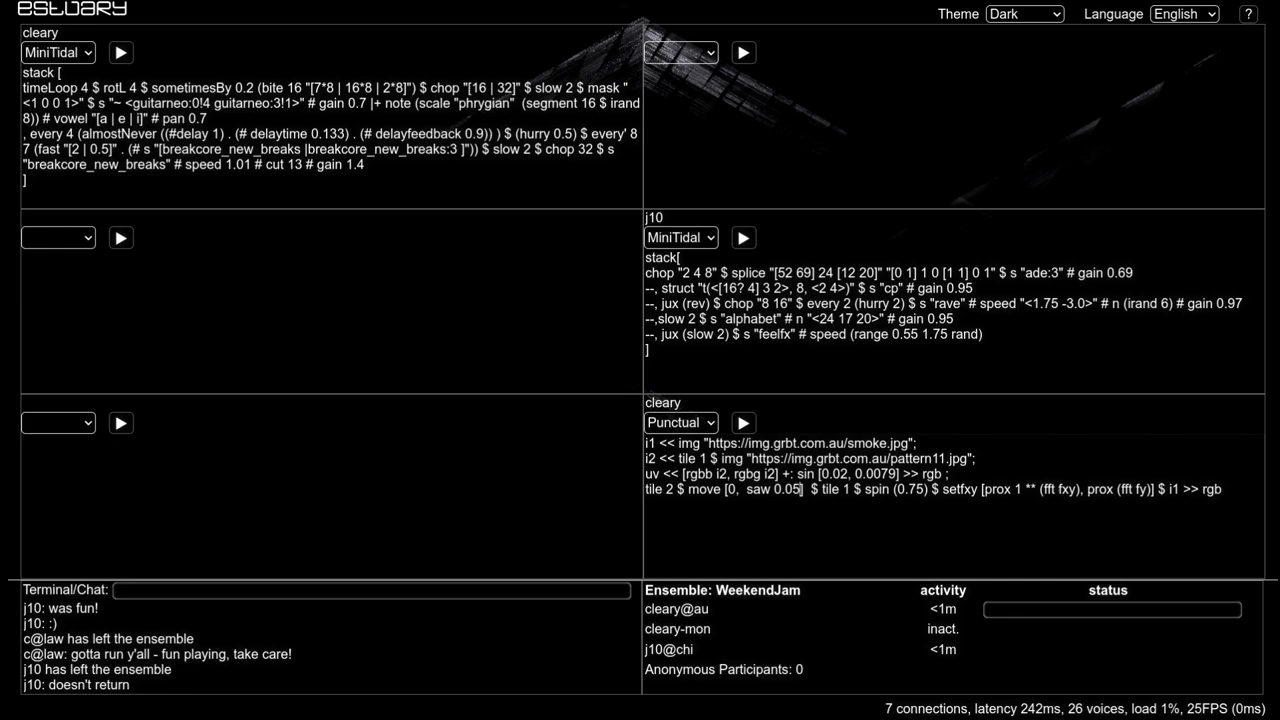 estuary
Theme Dark Language English ?
cleary
MiniTidal
stack [
timeLoop 4 $ rotL 4 $ sometimesBy 0.2 (bite 16 "[7*8 | 16*8 | 2*8]") $ chop "[16 | 32]" $ slow 2 $ mask "
<1 0 0 1>" $ s "~ <guitarneo:0!4 guitarneo:3!1>" # gain 0.7 |+ note (scale "phrygian"  (segment 16 $ irand
8)) # vowel "[a | e | i]" # pan 0.7
, every 4 (almostNever ((#delay 1) . (# delaytime 0.133) . (# delayfeedback 0.9)) ) $ (hurry 0.5) $ every' 8
7 (fast "[2 | 0.5]" . (# s "[breakcore_new_breaks |breakcore_new_breaks:3 ]")) $ slow 2 $ chop 32 $ s
"breakcore_new_breaks" # speed 1.01 # cut 13 # gain 1.4
]
j10
MiniTidal
stack[
chop "2 4 8" $ splice "[52 69] 24 [12 20]" "[0 1] 1 0 [1 1] 0 1" $ s "ade:3" # gain 0.69
--, struct "t(<[16? 4] 3 2>, 8, <2 4>)" $ s "cp" # gain 0.95
--, jux (rev) $ chop "8 16" $ every 2 (hurry 2) $ s "rave" # speed "<1.75 -3.0>" # n (irand 6) # gain 0.97
--,slow 2 $ s "alphabet" # n "<24 17 20>" # gain 0.95
--, jux (slow 2) $ s "feelfx" # speed (range 0.55 1.75 rand)
]
cleary
Punctual
i1 << img "https://img.grbt.com.au/smoke.jpg";
i2 << tile 1 $ img "https://img.grbt.com.au/pattern11.jpg";
uv << [rgbb i2, rgbg i2] +: sin [0.02, 0.0079] >> rgb ;
tile 2 $ move [0,  saw 0.05]  $ tile 1 $ spin (0.75) $ setfxy [prox 1 ** (fft fxy), prox (fft fy)] $ i1 >> rgb
Terminal/Chat:
j10: was fun!
j10: :)
c@law has left the ensemble
c@law: gotta run y'all - fun playing, take care!
j10 has left the ensemble
j10: doesn't return
Ensemble: WeekendJam activity status
cleary@au <1m
cleary-mon inact.
j10@chi <1m
Anonymous Participants: 0
7 connections, latency 242ms, 26 voices, load 1%, 25FPS (0ms)